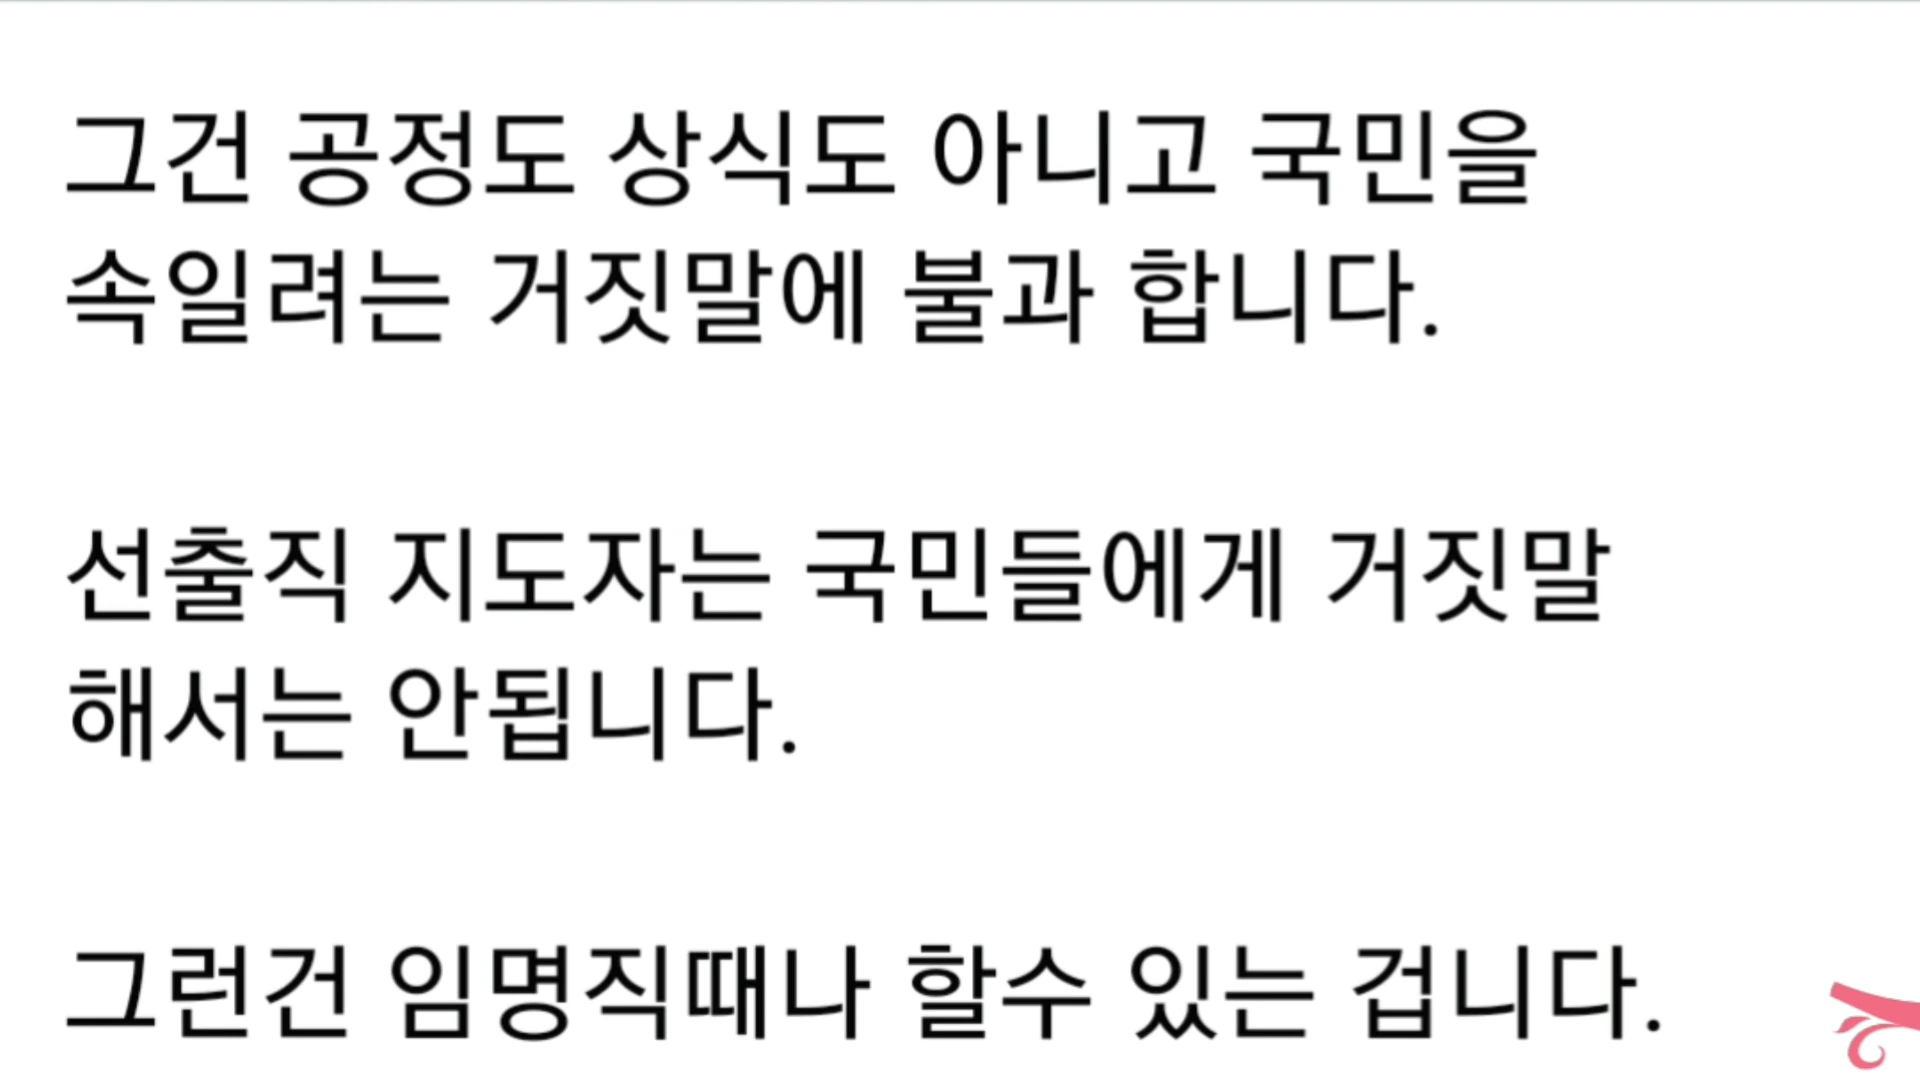 그건 공정도 상식도 아니고 국민을
속일려는 거짓말에 불과 합니다.
선출직 지도자는 국민들에게 거짓말
해서는 안됩니다.
그런건 임명직때나 할수 있는 겁니다.